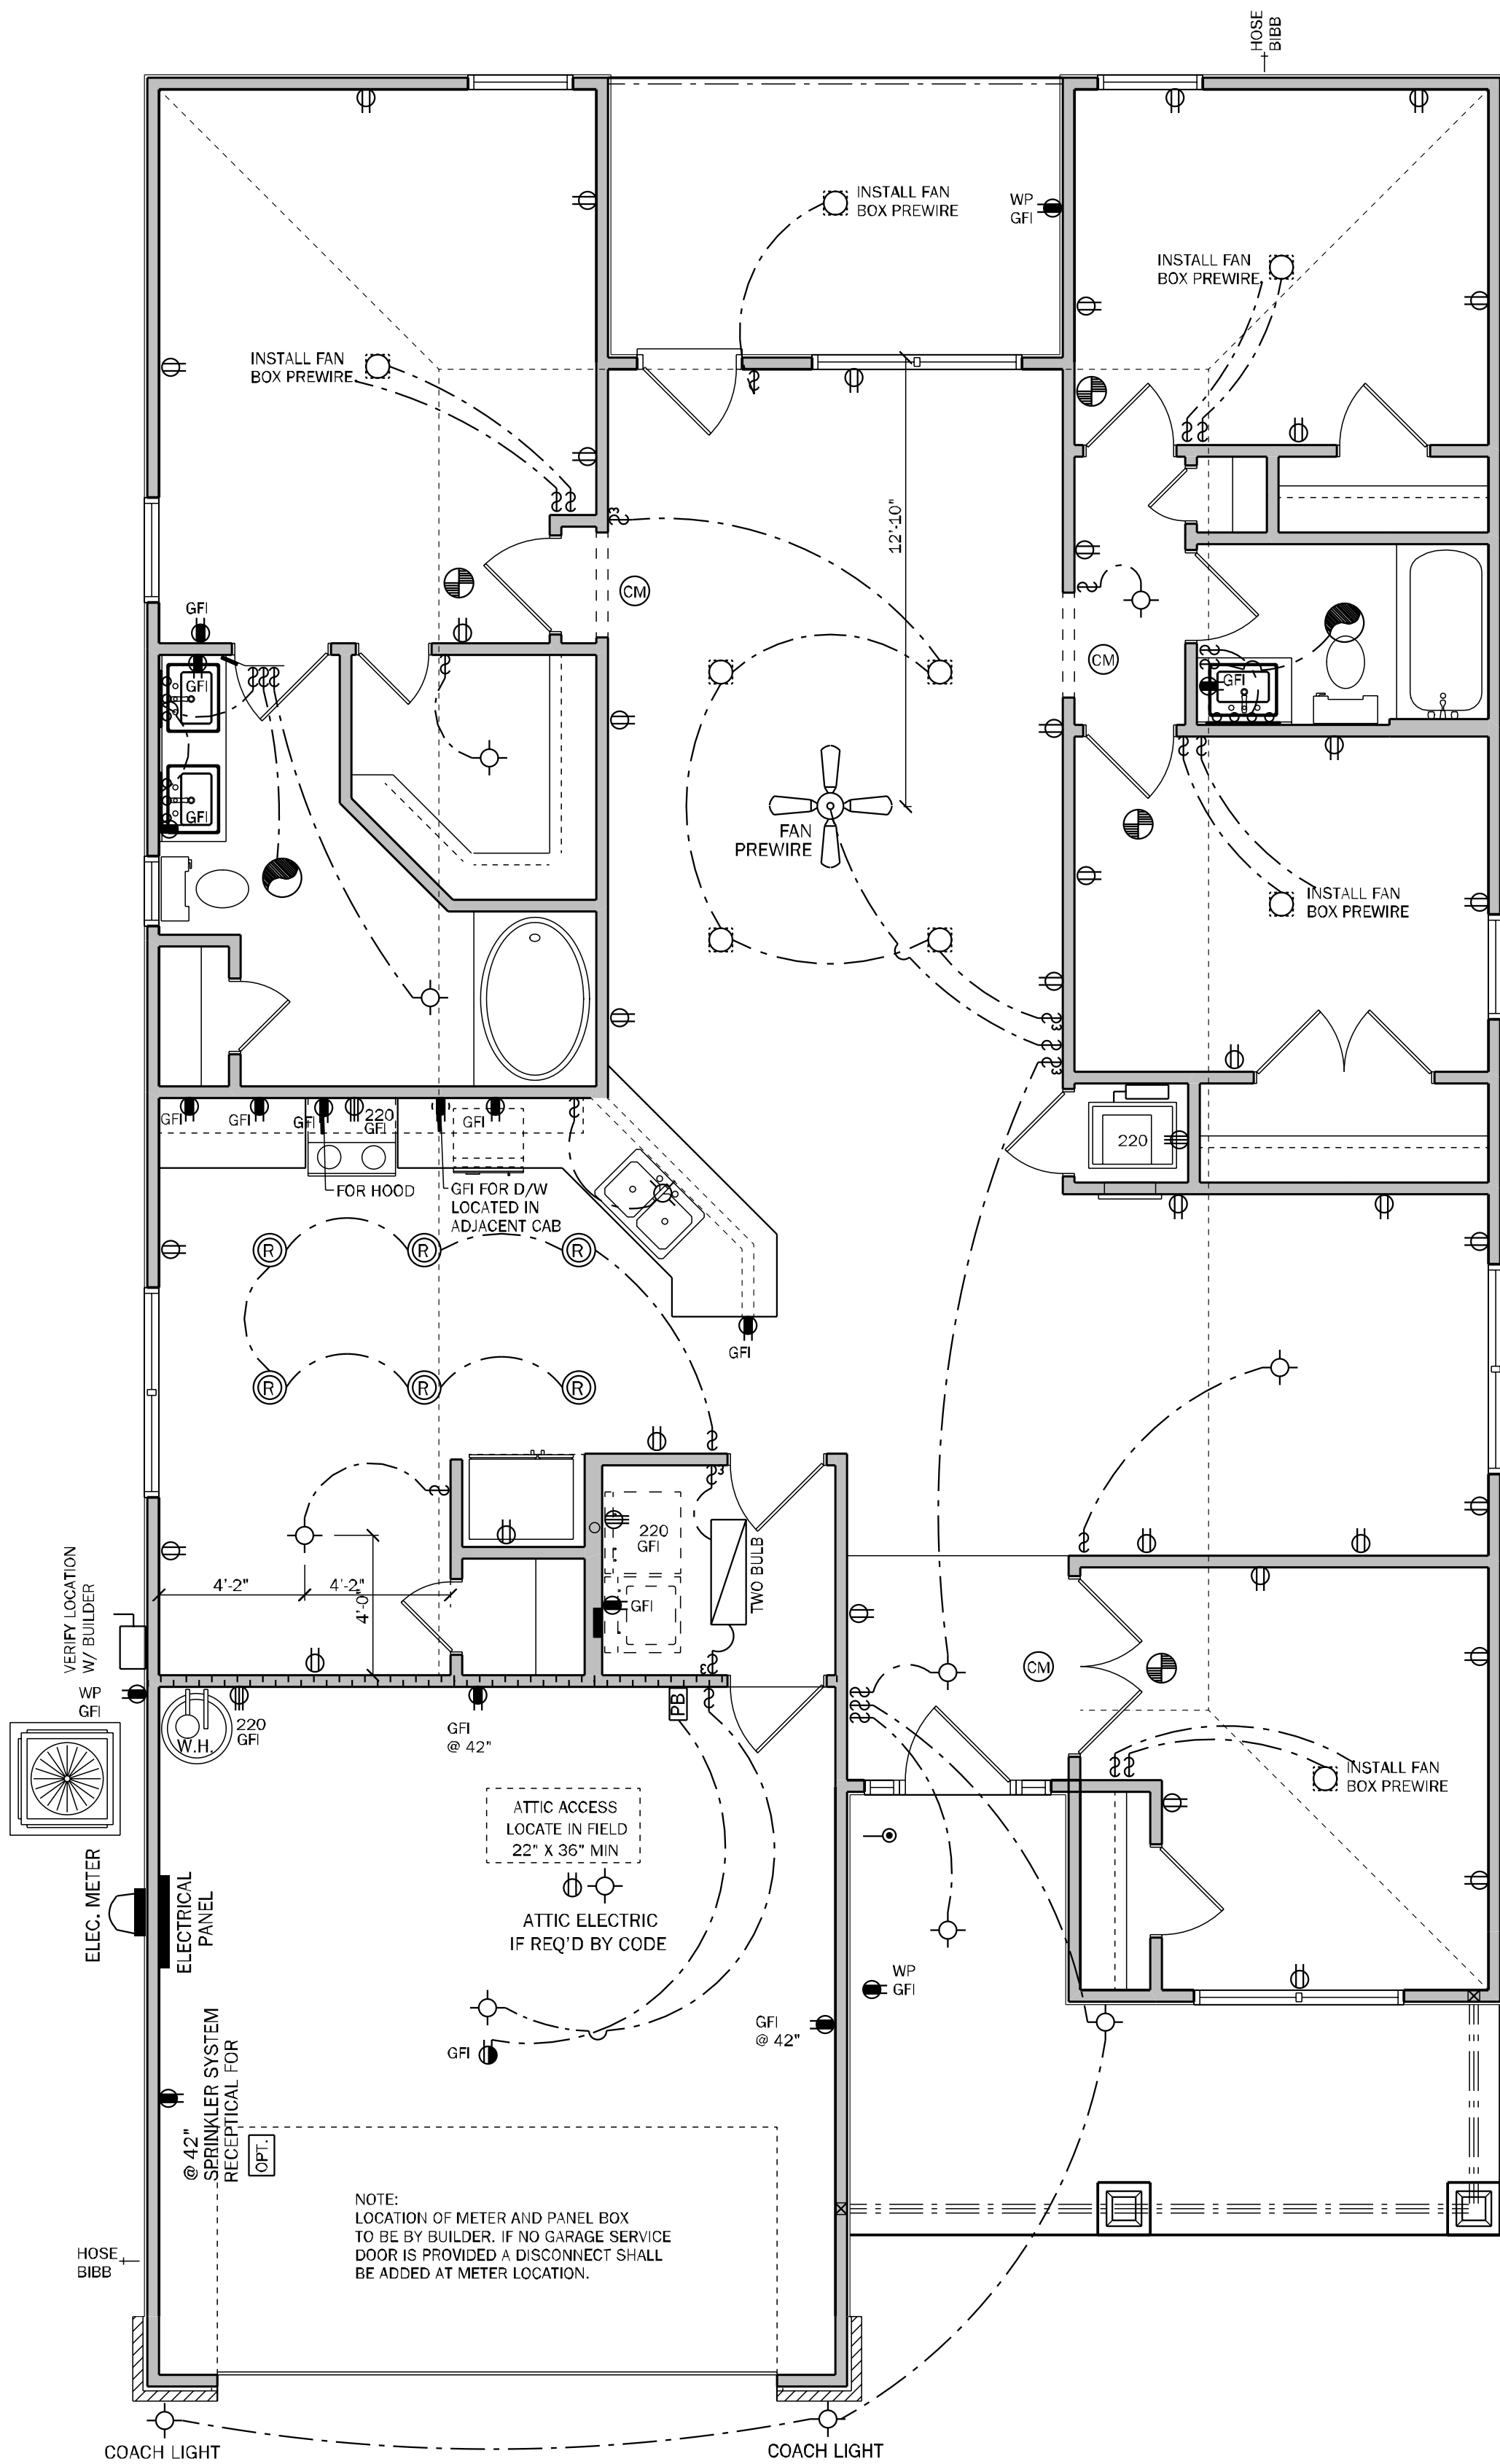 HOSE
BIBB
INSTALL FAN
BOX PREWIRE
WP
GFI
INSTALL FAN
BOX PREWIRE
INSTALL FAN
BOX PREWIRE
3
12'-10"
CM
GFI
GFI
GFI
CM
GFI
FAN
PREWIRE
INSTALL FAN
BOX PREWIRE
3
3
GFI
GFI
GFI
220
GFI
GFI
220
FOR HOOD
GFI FOR D/W
LOCATED IN
ADJACENT CAB
R
R
R
GFI
R
R
R
3
220
GFI
TWO BULB
4'-2"
4'-2"
4'-0"
GFI
VERIFY LOCATION
W/ BUILDER
3
CM
WP
GFI
W.H.
220
GFI
GFI
@ 42"
PB
INSTALL FAN
BOX PREWIRE
ATTIC ACCESS
LOCATE IN FIELD
22" X 36" MIN
ELEC. METER
ELECTRICAL
PANEL
ATTIC ELECTRIC
IF REQ'D BY CODE
WP
GFI
GFI
GFI
@ 42"
@ 42"
SPRINKLER SYSTEM
RECEPTICAL FOR
OPT.
NOTE:
LOCATION OF METER AND PANEL BOX
TO BE BY BUILDER. IF NO GARAGE SERVICE
DOOR IS PROVIDED A DISCONNECT SHALL
BE ADDED AT METER LOCATION.
HOSE
BIBB
COACH LIGHT
COACH LIGHT